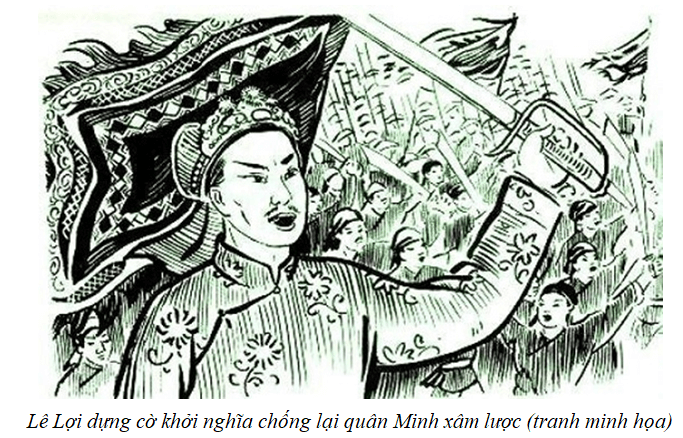 Lê Lợi dựng cờ khởi nghĩa chống lại quân Minh xâm lược (tranh minh họa)